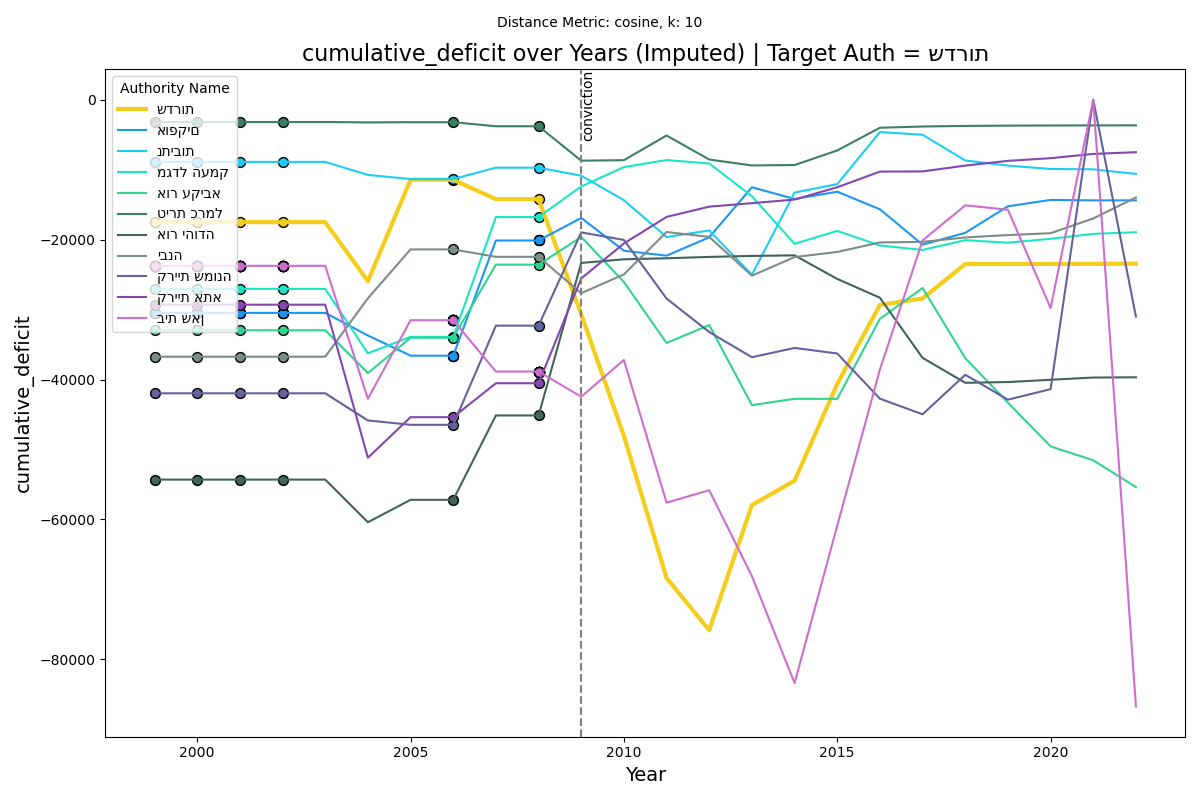 Distance Metric: cosine, k: 10
cumulative_deficit over Years (Imputed) | Target Auth = שדרות
Authority Name
שדרות
אופקים
נתיבות
מגדל העמק
אור עקיבא
טירת כרמל
אור יהודה
יבנה
קריית שמונה
קריית אתא
בית שאן
conviction
cumulative_deficit
0
−20000
−40000
−60000
−80000
2000
2005
2010
2015
2020
Year